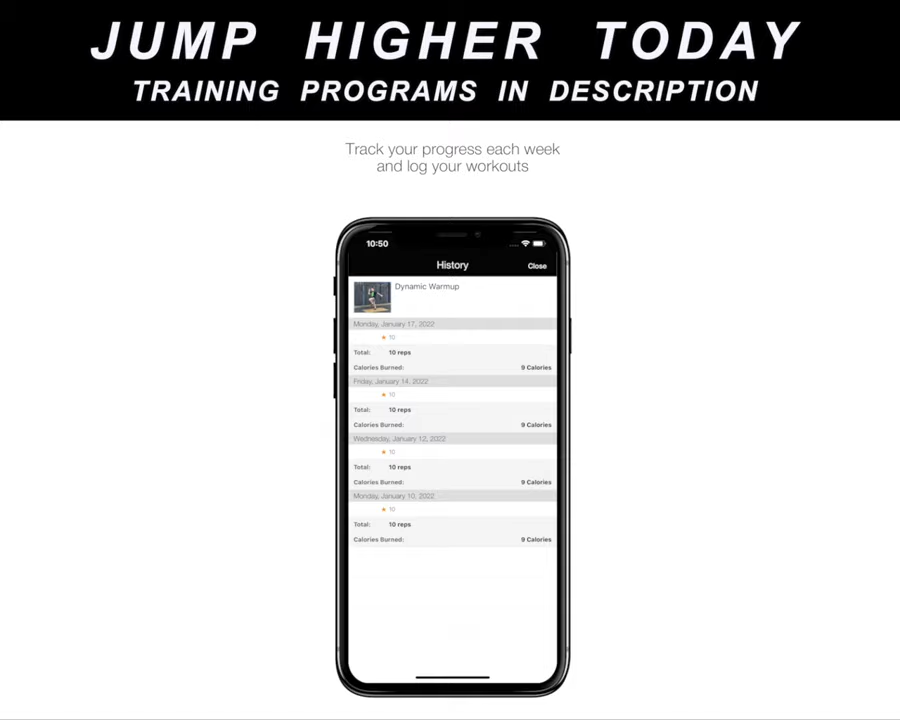 JUMP HIGHER TODAY
TRAINING PROGRAMS IN DESCRIPTION
Track your progress each week
and log your workouts
10:50
History
Close
Dynamic Warmup
Monday, January 17, 2022
★ 10
Total: 10 reps
Calories Burned: 9 Calories
Friday, January 14, 2022
★ 10
Total: 10 reps
Calories Burned: 9 Calories
Wednesday, January 12, 2022
★ 10
Total: 10 reps
Calories Burned: 9 Calories
Monday, January 10, 2022
★ 10
Total: 10 reps
Calories Burned: 9 Calories